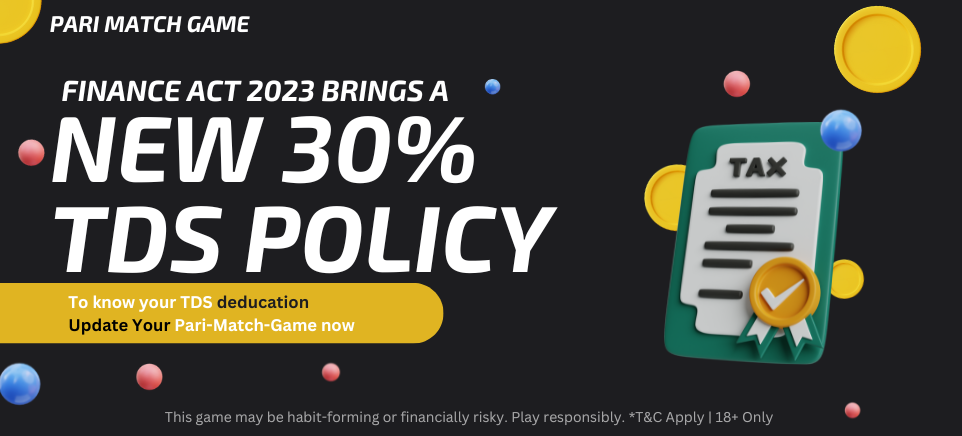 PARI MATCH GAME
FINANCE ACT 2023 BRINGS A
NEW 30%
TDS POLICY
TAX
To know your TDS deducation
Update Your Pari-Match-Game now
This game may be habit-forming or financially risky. Play responsibly. *T&C Apply | 18+ Only